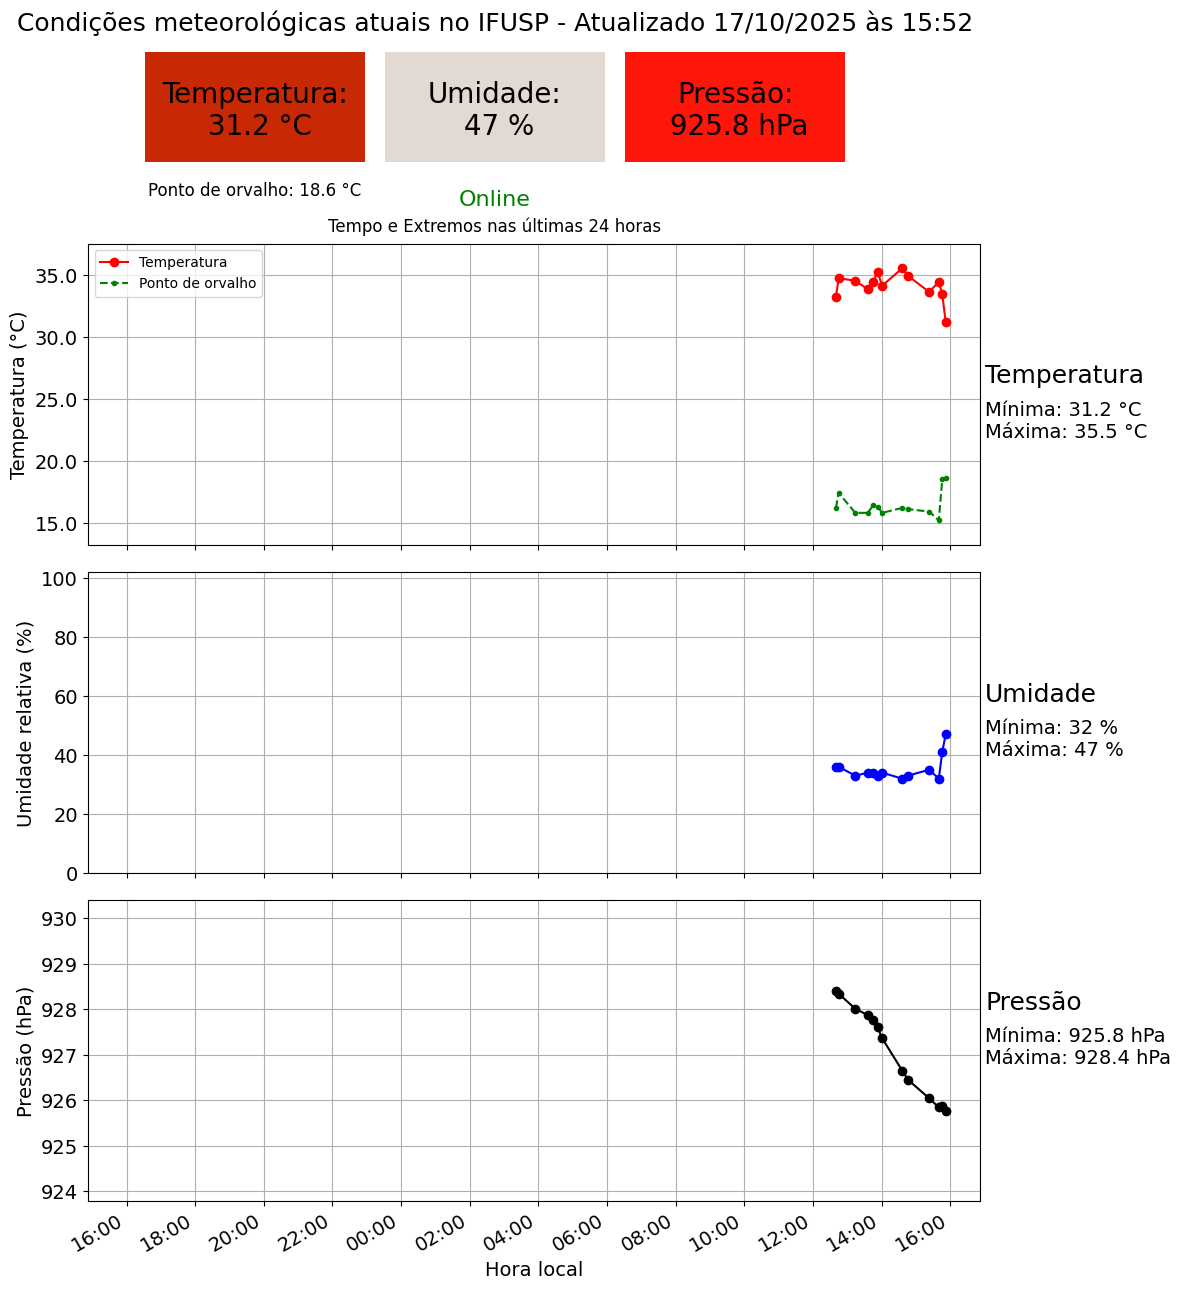 Condições meteorológicas atuais no IFUSP - Atualizado 17/10/2025 às 15:52
Temperatura:
31.2 °C
Umidade:
47 %
Pressão:
925.8 hPa
Ponto de orvalho: 18.6 °C
Online
Tempo e Extremos nas últimas 24 horas
Temperatura
Ponto de orvalho
Temperatura (°C)
35.0
30.0
25.0
20.0
15.0
Temperatura
Mínima: 31.2 °C
Máxima: 35.5 °C
Umidade relativa (%)
100
80
60
40
20
0
Umidade
Mínima: 32 %
Máxima: 47 %
Pressão (hPa)
930
929
928
927
926
925
924
Pressão
Mínima: 925.8 hPa
Máxima: 928.4 hPa
16:00 18:00 20:00 22:00 00:00 02:00 04:00 06:00 08:00 10:00 12:00 14:00 16:00
Hora local